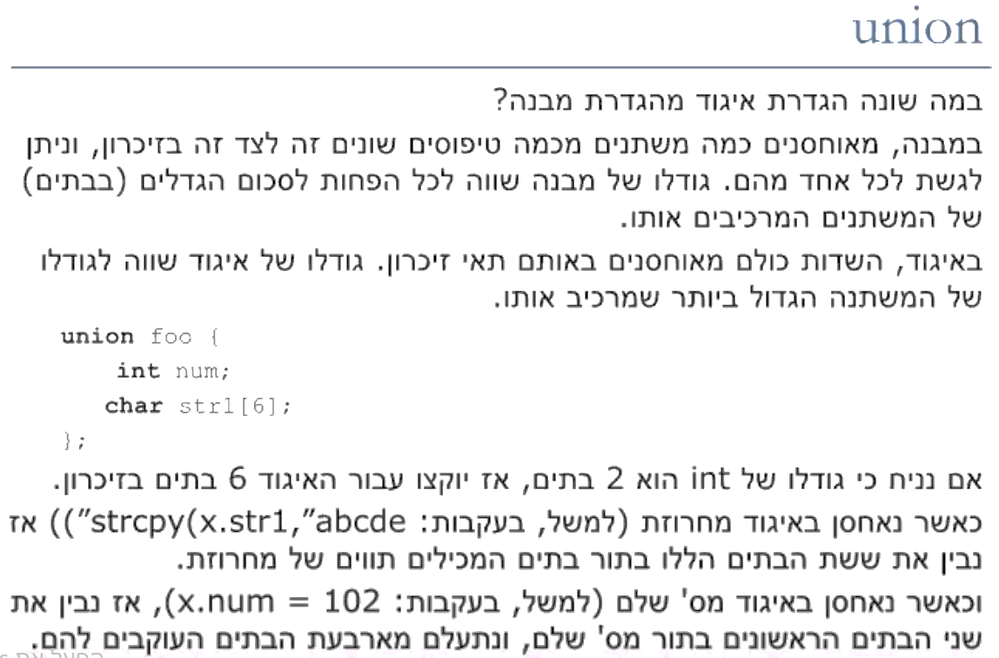 union
במה שונה הגדרת איגוד מהגדרת מבנה?
במבנה, מאוחסנים כמה משתנים מכמה טיפוסים שונים זה לצד זה בזיכרון, וניתן
לגשת לכל אחד מהם. גודלו של מבנה שווה לכל הפחות לסכום הגדלים (בבתים)
של המשתנים המרכיבים אותו.
באיגוד, השדות כולם מאוחסנים באותם תאי זיכרון. גודלו של איגוד שווה לגודלו
של המשתנה הגדול ביותר שמרכיב אותו.
union foo {
int num;
char str1[6];
};
אם נניח כי גודלו של int הוא 2 בתים, אז יוקצו עבור האיגוד 6 בתים בזיכרון.
כאשר נאחסן באיגוד מחרוזת (למשל, בעקבות: strcpy(x.str1,"abcde")) אז
נבין את ששת הבתים הללו בתור בתים המכילים תווים של מחרוזת.
וכאשר נאחסן באיגוד מס' שלם (למשל, בעקבות: x.num = 102), אז נבין את
שני הבתים הראשונים בתור מס' שלם, ונתעלם מארבעת הבתים העוקבים להם.